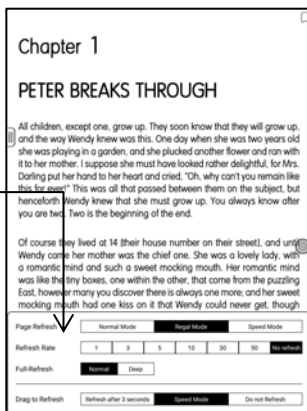 Chapter 1
PETER BREAKS THROUGH
All children, except one, grow up. They soon know that they will grow up,
and the way Wendy knew was this. One day when she was two years old
she was playing in a garden, and she plucked another flower and ran with
it to her mother. I suppose she must have looked rather delightful, for Mrs.
Darling put her hand to her heart and cried, "Oh, why can't you remain like
this for ever!" This was all that passed between them on the subject, but
henceforth Wendy knew that she must grow up. You always know after
you are two. Two is the beginning of the end.
Of course they lived at 14 [their house number on their street], and until
Wendy came her mother was the chief one. She was a lovely lady, with
a romantic mind and such a sweet mocking mouth. Her romantic mind
was like the tiny boxes, one within the other, that come from the puzzling
East, however many you discover there is always one more; and her sweet
mocking mouth had one kiss on it that Wendy could never get, though
Page Refresh Normal Mode Regal Mode Speed Mode
Refresh Rate 1 3 5 10 30 50 No refresh
Full-Refresh Normal Deep
Drag to Refresh Refresh after 3 seconds Speed Mode Do not Refresh